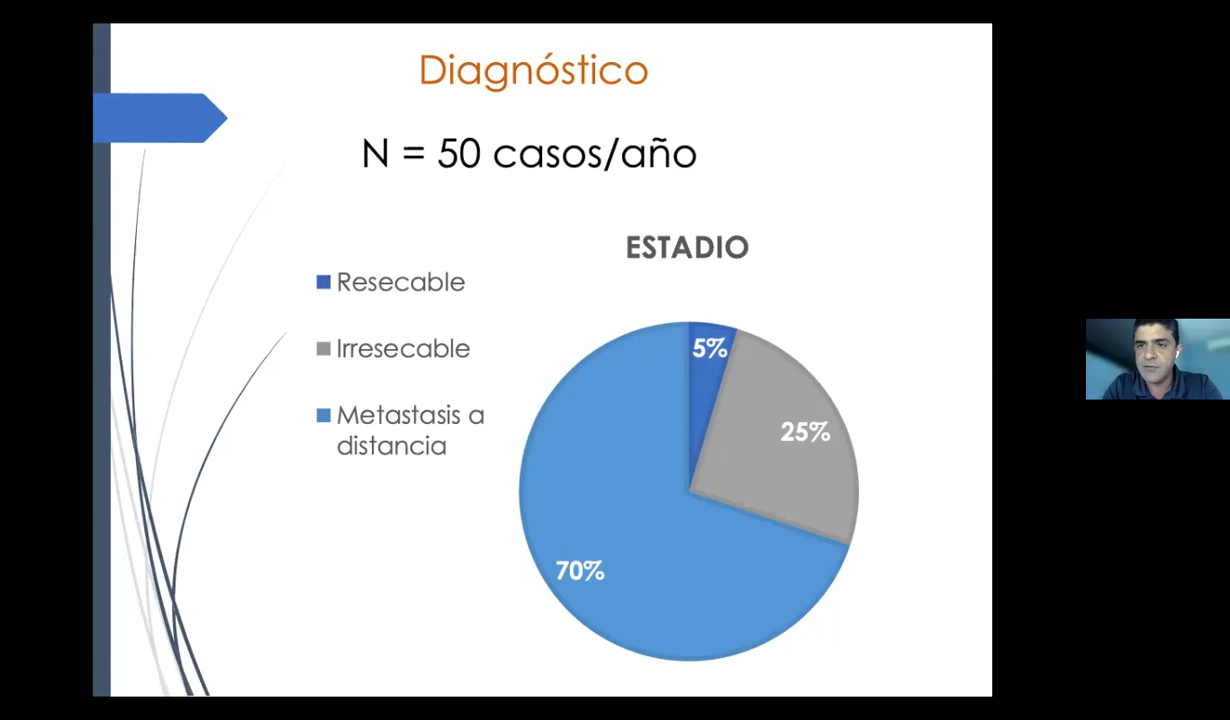 Diagnóstico
N = 50 casos/año
ESTADIO
Resecable
Irresecable
Metastasis a
distancia
5%
25%
70%